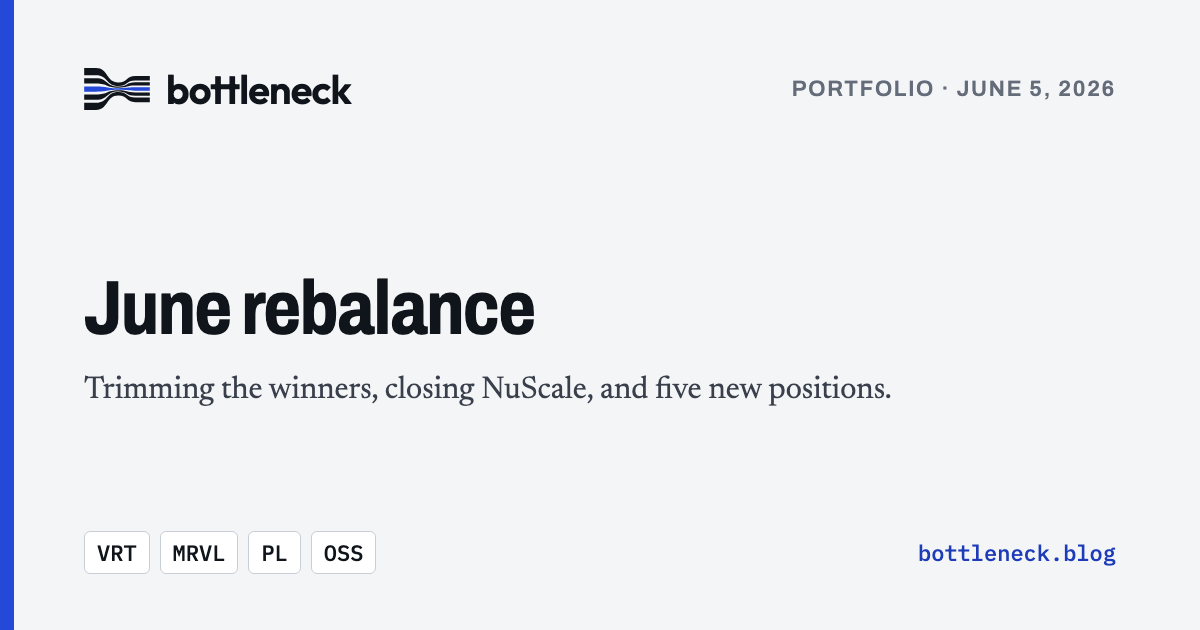 bottleneck
PORTFOLIO · JUNE 5, 2026
June rebalance
Trimming the winners, closing NuScale, and five new positions.
VRT MRVL PL OSS
bottleneck.blog